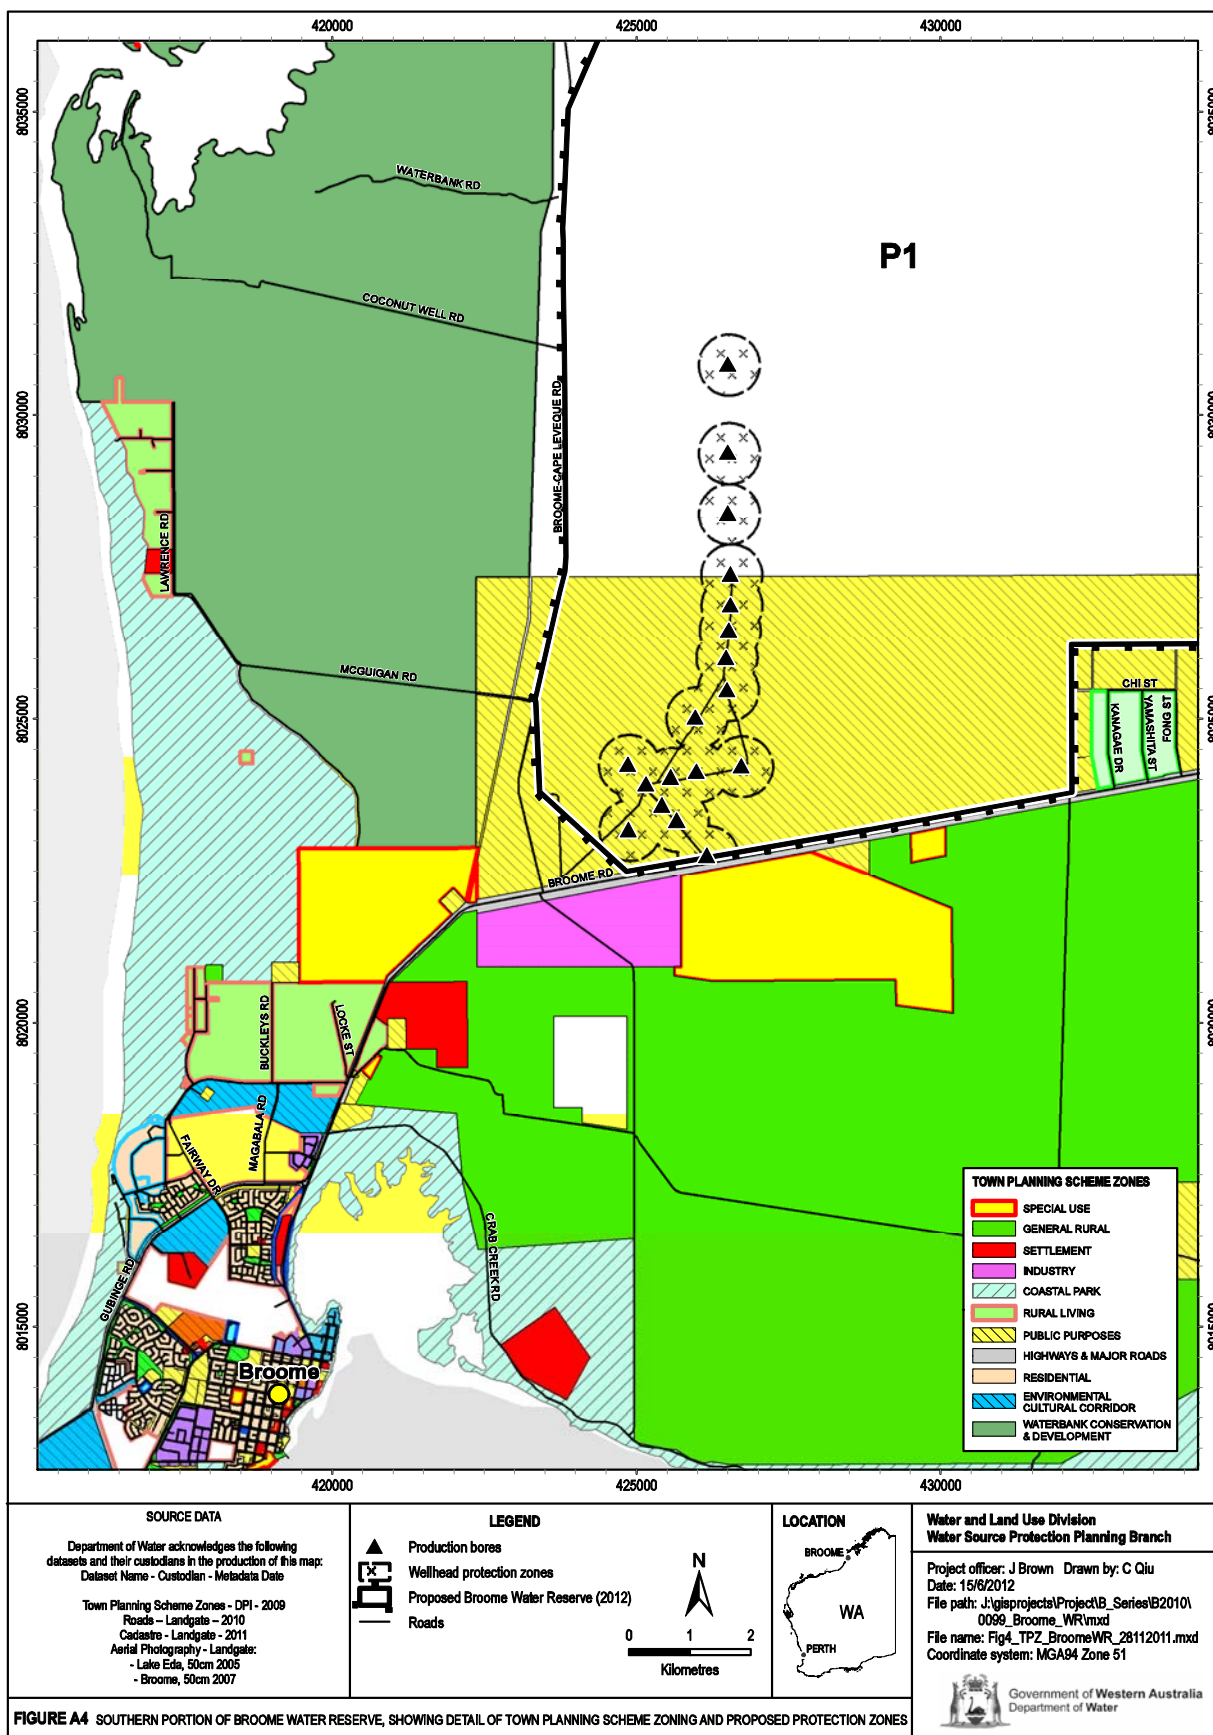 420000
425000
430000
8035000
8035000
WATERBANK RD
P1
COCONUT WELL RD
8030000
8030000
BROOME-CAPE LEVEQUE RD
LAWRENCE RD
MCGUIGAN RD
CHI ST
KANAGAE DR
YAMASHITA ST
FONG ST
8025000
8025000
BROOME RD
8020000
8020000
BUCKLEYS RD
LOCKE ST
MAGABALA RD
FAIRWAY DR
CRAB CREEK RD
GUBINGE RD
8015000
8015000
Broome
TOWN PLANNING SCHEME ZONES
SPECIAL USE
GENERAL RURAL
SETTLEMENT
INDUSTRY
COASTAL PARK
RURAL LIVING
PUBLIC PURPOSES
HIGHWAYS & MAJOR ROADS
RESIDENTIAL
ENVIRONMENTAL
CULTURAL CORRIDOR
WATERBANK CONSERVATION
& DEVELOPMENT
420000
425000
430000
SOURCE DATA
Department of Water acknowledges the following
datasets and their custodians in the production of this map:
Dataset Name - Custodian - Metadata Date
Town Planning Scheme Zones - DPI - 2009
Roads – Landgate – 2010
Cadastre - Landgate - 2011
Aerial Photography - Landgate:
- Lake Eda, 50cm 2005
- Broome, 50cm 2007
LEGEND
Production bores
Wellhead protection zones
Proposed Broome Water Reserve (2012)
Roads
N
0 1 2
Kilometres
LOCATION
BROOME
WA
PERTH
Water and Land Use Division
Water Source Protection Planning Branch
Project officer: J Brown Drawn by: C Qiu
Date: 15/6/2012
File path: J:\gisprojects\Project\B_Series\B2010\
0099_Broome_WR\mxd
File name: Fig4_TPZ_BroomeWR_28112011.mxd
Coordinate system: MGA94 Zone 51
Government of Western Australia
Department of Water
FIGURE A4 SOUTHERN PORTION OF BROOME WATER RESERVE, SHOWING DETAIL OF TOWN PLANNING SCHEME ZONING AND PROPOSED PROTECTION ZONES